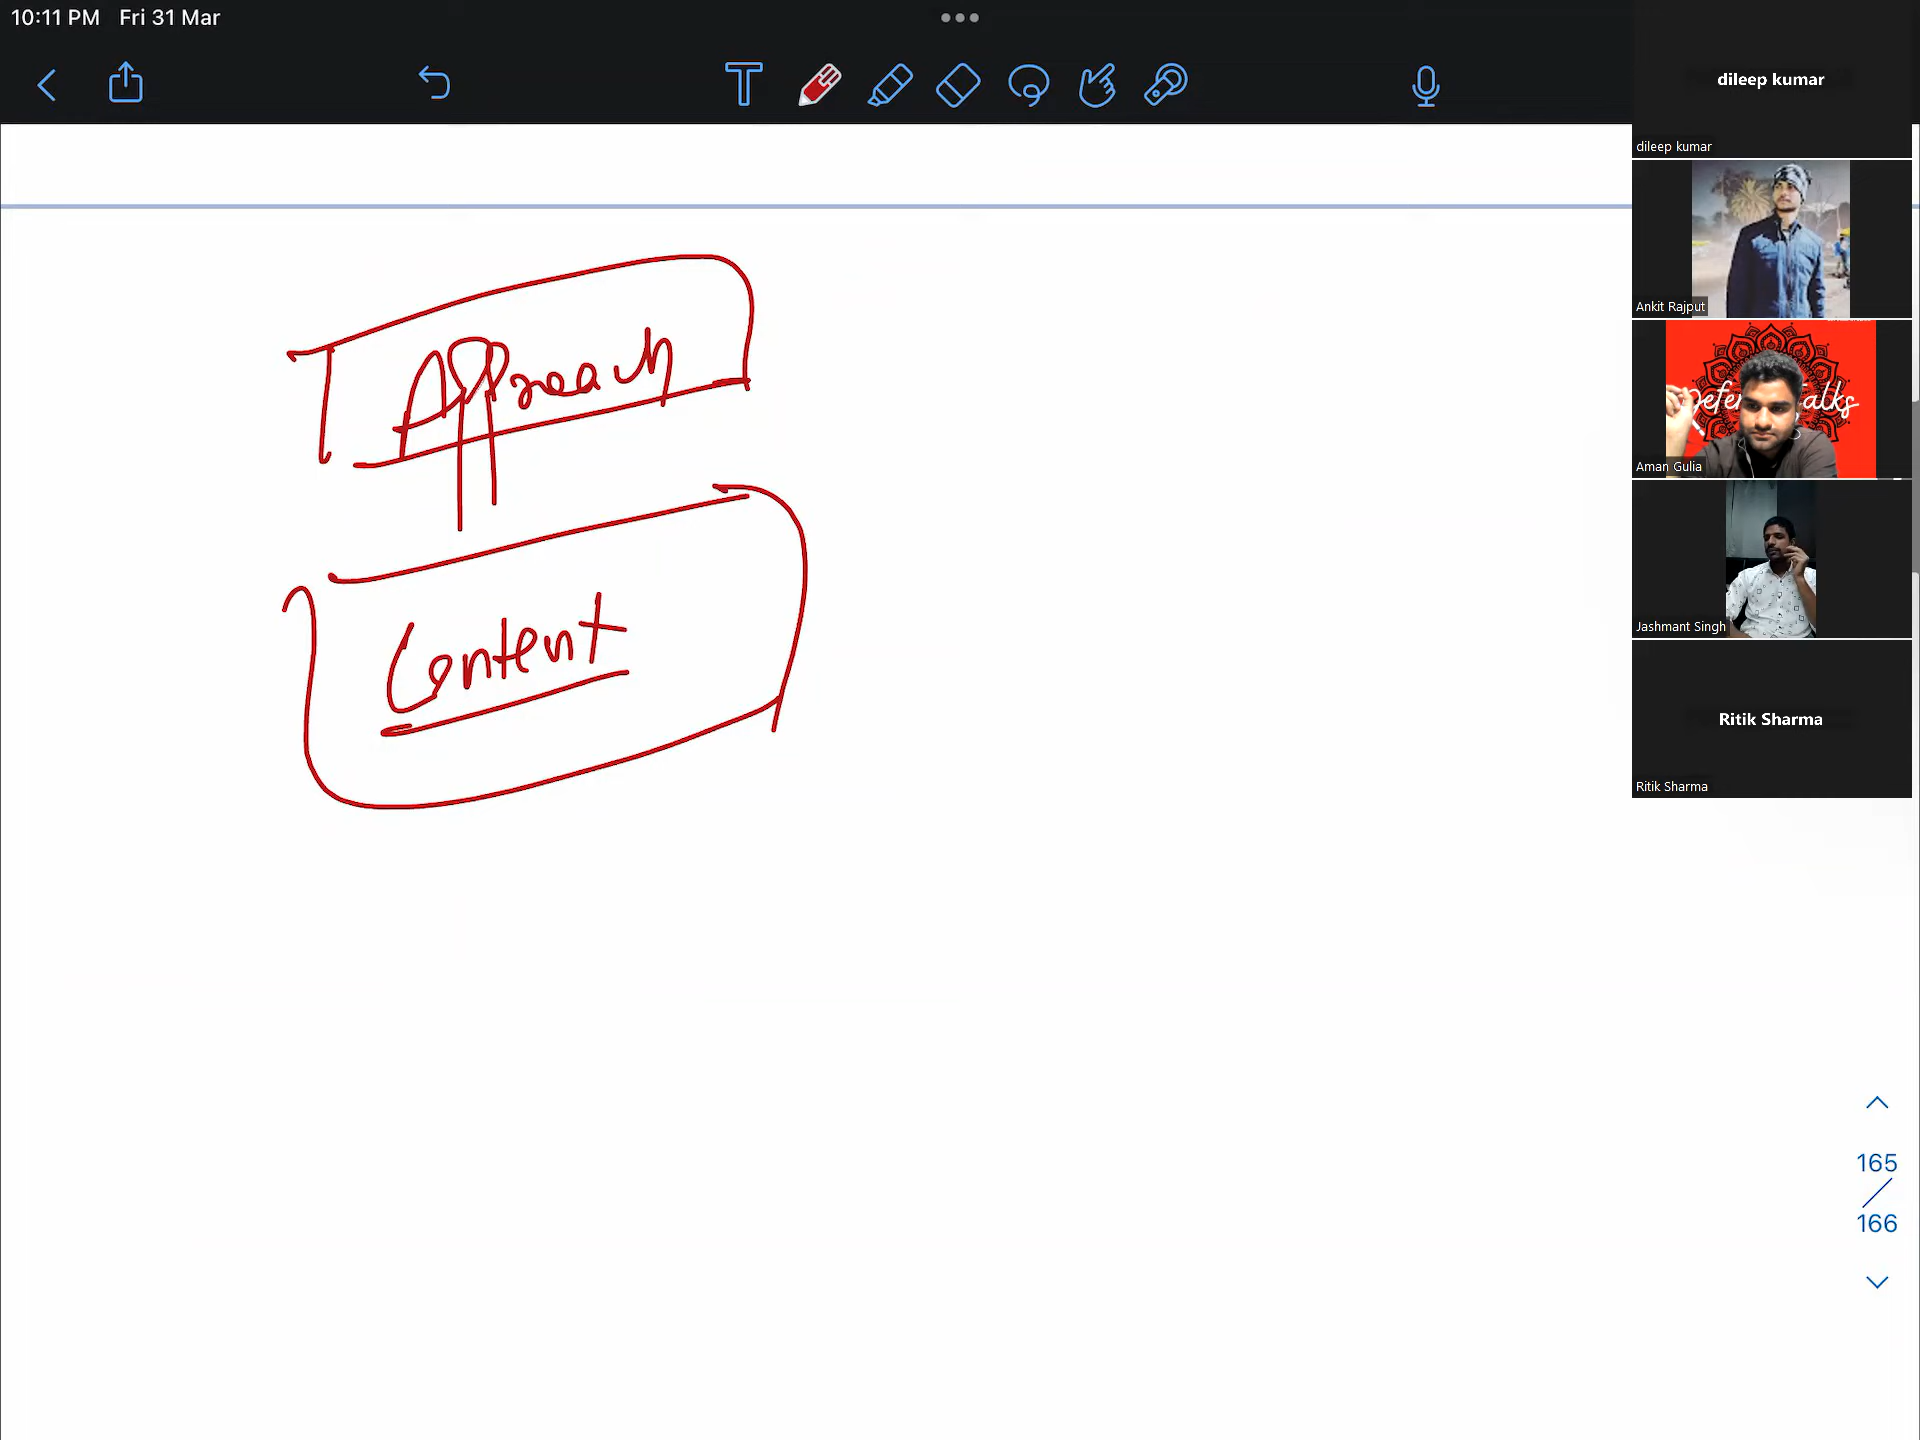 10:11 PM Fri 31 Mar
dileep kumar
dileep kumar
Ankit Rajput
Aman Gulia
Jashmant Singh
Ritik Sharma
Ritik Sharma
Approach
Content
165
166